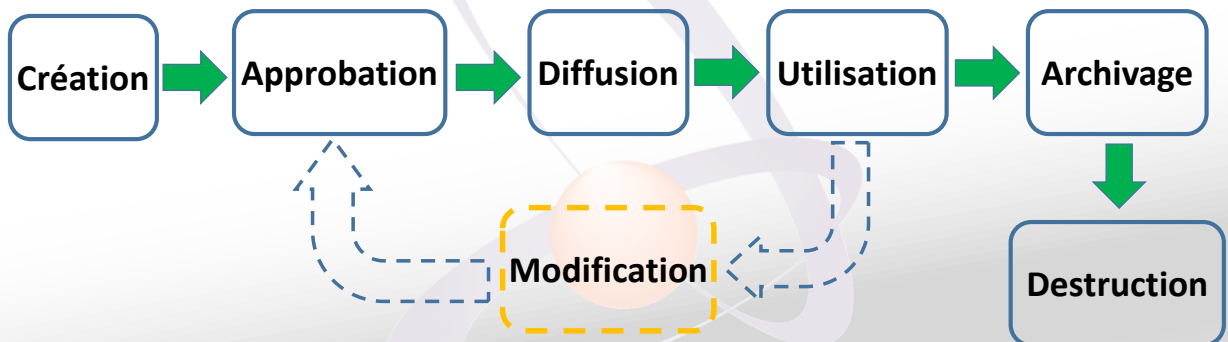 Création
Approbation
Diffusion
Utilisation
Archivage
Modification
Destruction